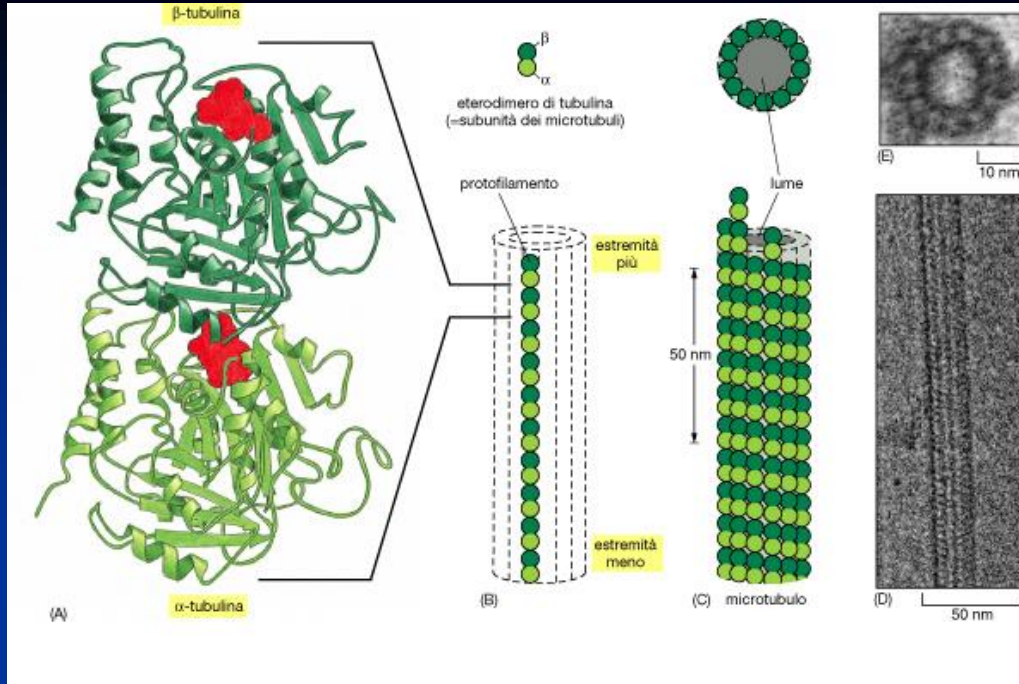 β-tubulina
β
α
eterodimero di tubulina
(=subunità dei microtubuli)
protofilamento
lume
estremità
più
50 nm
estremità
meno
α-tubulina
(A)
(B)
(C)
microtubulo
(E)
10 nm
(D)
50 nm